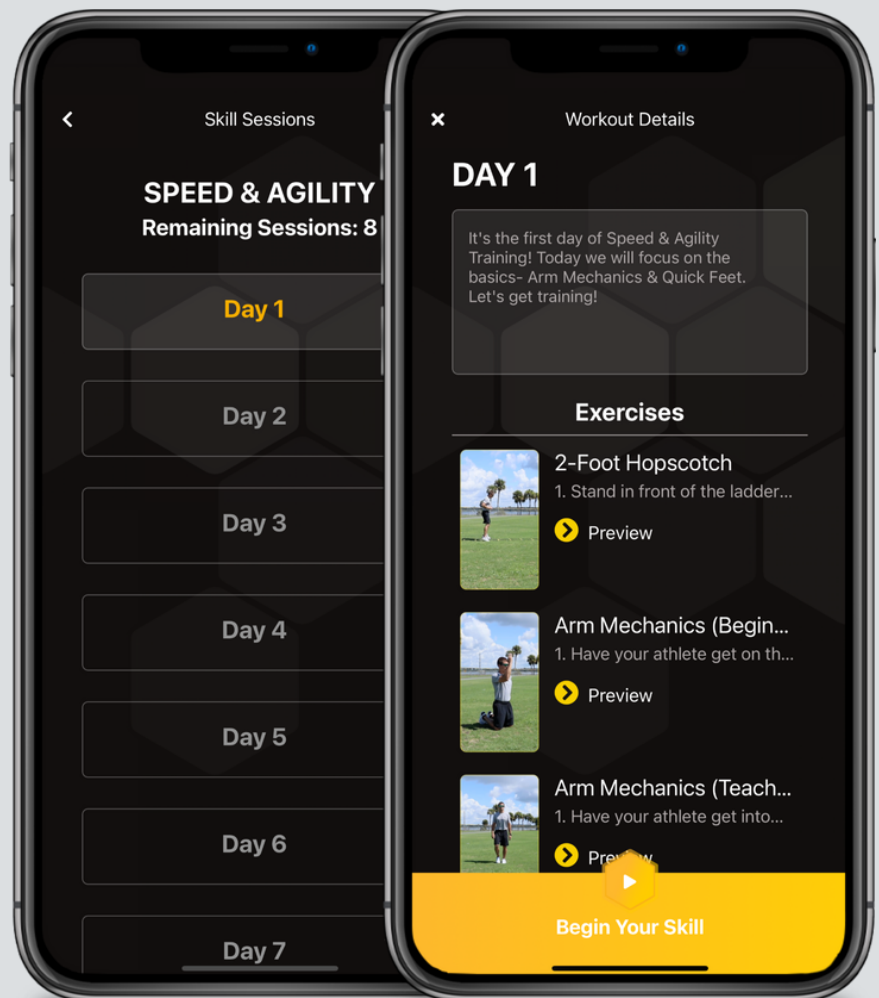 Skill Sessions
SPEED & AGILITY
Remaining Sessions: 8
Day 1
Day 2
Day 3
Day 4
Day 5
Day 6
Day 7
Workout Details
DAY 1
It's the first day of Speed & Agility
Training! Today we will focus on the
basics- Arm Mechanics & Quick Feet.
Let's get training!
Exercises
2-Foot Hopscotch
1. Stand in front of the ladder...
Preview
Arm Mechanics (Begin...
1. Have your athlete get on th...
Preview
Arm Mechanics (Teach...
1. Have your athlete get into...
Preview
Begin Your Skill